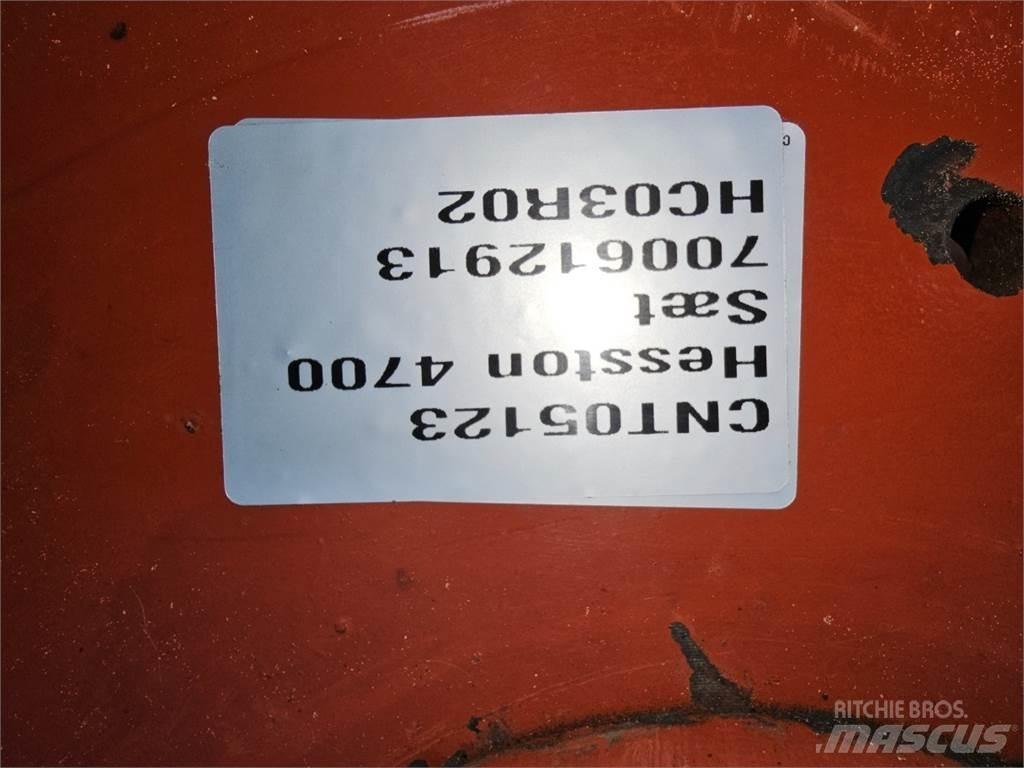 CNT05123
Hesston 4700
Sæt
700612913
HC03R02
C
RITCHIE BROS.
MASCUS